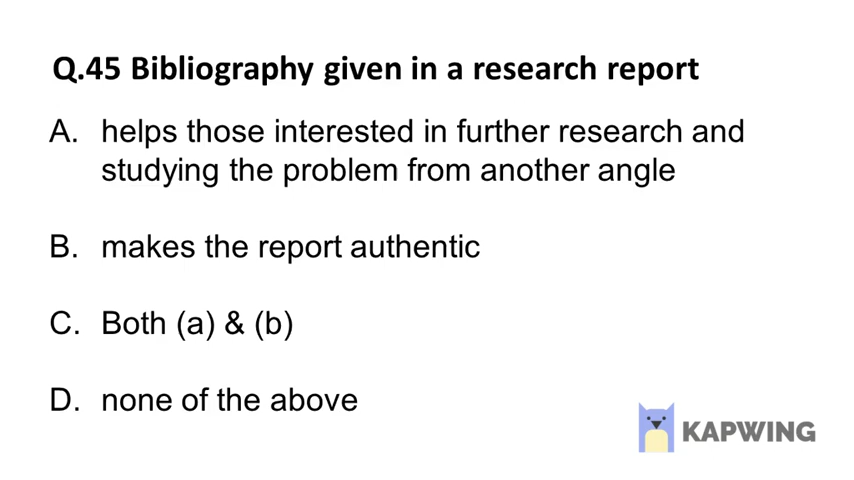 Q.45 Bibliography given in a research report
A. helps those interested in further research and
studying the problem from another angle
B. makes the report authentic
C. Both (a) & (b)
D. none of the above
KAPWING